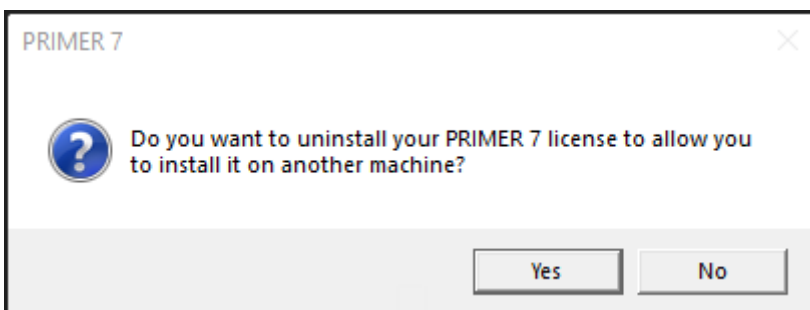 PRIMER 7
Do you want to uninstall your PRIMER 7 license to allow you
to install it on another machine?
Yes
No